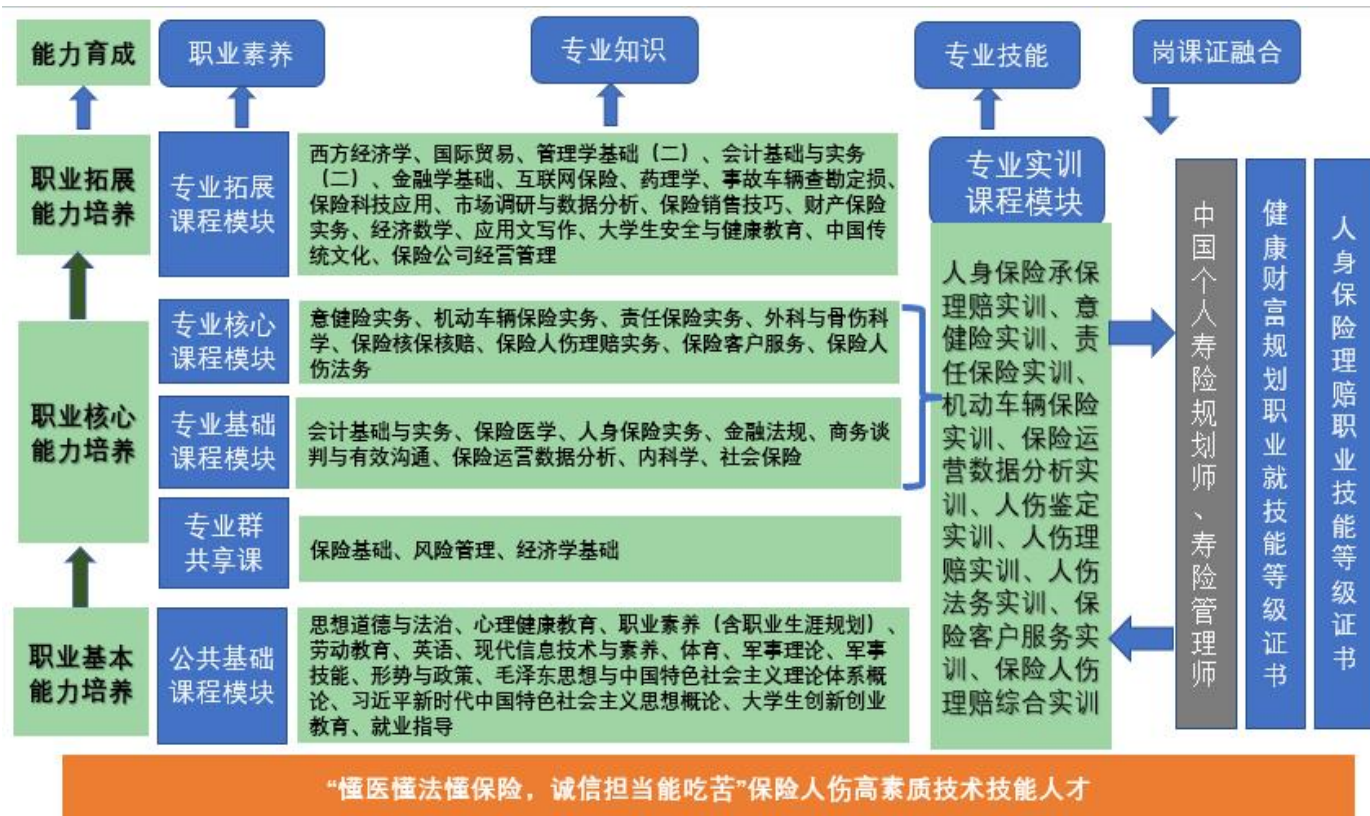 能力育成
职业素养
专业知识
专业技能
岗课证融合
职业拓展
能力培养
专业拓展
课程模块
西方经济学、国际贸易、管理学基础（二）、会计基础与实务
（二）、金融学基础、互联网保险、药理学、事故车辆查勘定损、
保险科技应用、市场调研与数据分析、保险销售技巧、财产保险
实务、经济数学、应用文写作、大学生安全与健康教育、中国传
统文化、保险公司经营管理
职业核心
能力培养
专业核心
课程模块
意健险实务、机动车辆保险实务、责任保险实务、外科与骨伤科
学、保险核保核赔、保险人伤理赔实务、保险客户服务、保险人
伤法务
专业基础
课程模块
会计基础与实务、保险医学、人身保险实务、金融法规、商务谈
判与有效沟通、保险运营数据分析、内科学、社会保险
专业群
共享课
保险基础、风险管理、经济学基础
职业基本
能力培养
公共基础
课程模块
思想道德与法治、心理健康教育、职业素养（含职业生涯规划）、
劳动教育、英语、现代信息技术与素养、体育、军事理论、军事
技能、形势与政策、毛泽东思想与中国特色社会主义理论体系概
论、习近平新时代中国特色社会主义思想概论、大学生创新创业
教育、就业指导
专业实训
课程模块
人身保险承保
理赔实训、意
健险实训、责
任保险实训、
机动车辆保险
实训、保险运
营数据分析实
训、人伤鉴定
实训、人伤理
赔实训、人伤
法务实训、保
险客户服务实
训、保险人伤
理赔综合实训
中国个人寿险规划师、寿险管理师
健康财富规划职业就技能等级证书
人身保险理赔职业技能等级证书
“懂医懂法懂保险，诚信担当能吃苦”保险人伤高素质技术技能人才